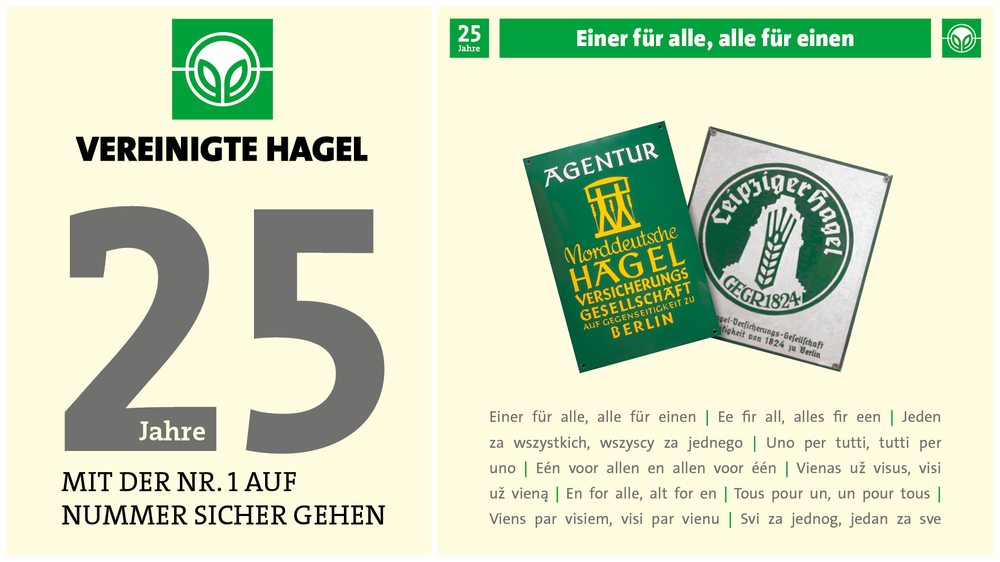 VEREINIGTE HAGEL
25
Jahre
MIT DER NR. 1 AUF
NUMMER SICHER GEHEN
25
Jahre
Einer für alle, alle für einen
AGENTUR
Norddeutsche
HAGEL
VERSICHERUNGS
GESELLSCHAFT
AUF GEGENSEITIGKEIT ZU
BERLIN
Leipziger Hagel
GEGR. 1824
gel-Versicherungs-Gesellschaft
tigkeit von 1824 zu Berlin
Einer für alle, alle für einen | Ee fir all, alles fir een | Jeden
za wszystkich, wszyscy za jednego | Uno per tutti, tutti per
uno | Eén voor allen en allen voor één | Vienas už visus, visi
už vieną | En for alle, alt for en | Tous pour un, un pour tous |
Viens par visiem, visi par vienu | Svi za jednog, jedan za sve